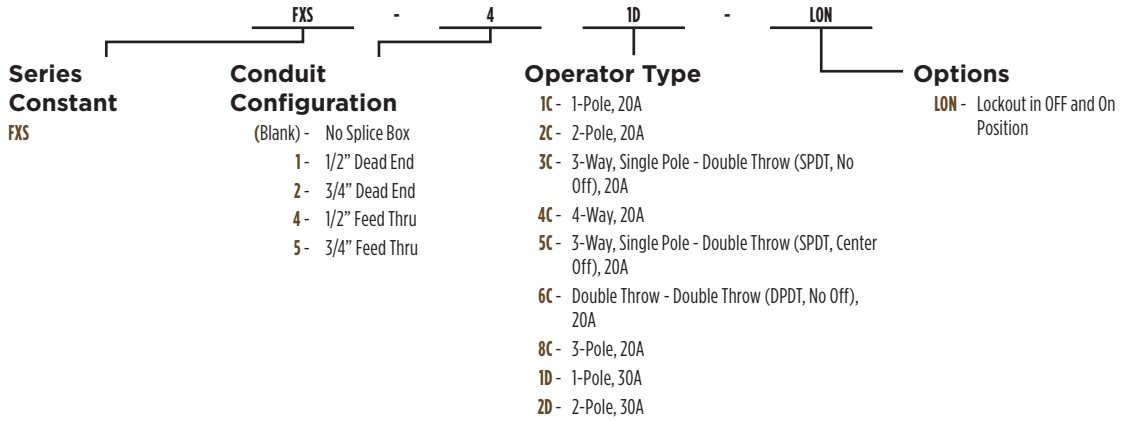 FXS - 4 1D - LON
Series
Constant
FXS
Conduit
Configuration
(Blank) - No Splice Box
1 - 1/2” Dead End
2 - 3/4” Dead End
4 - 1/2” Feed Thru
5 - 3/4” Feed Thru
Operator Type
1C - 1-Pole, 20A
2C - 2-Pole, 20A
3C - 3-Way, Single Pole - Double Throw (SPDT, No
Off), 20A
4C - 4-Way, 20A
5C - 3-Way, Single Pole - Double Throw (SPDT, Center
Off), 20A
6C - Double Throw - Double Throw (DPDT, No Off),
20A
8C - 3-Pole, 20A
1D - 1-Pole, 30A
2D - 2-Pole, 30A
Options
LON - Lockout in OFF and On
Position